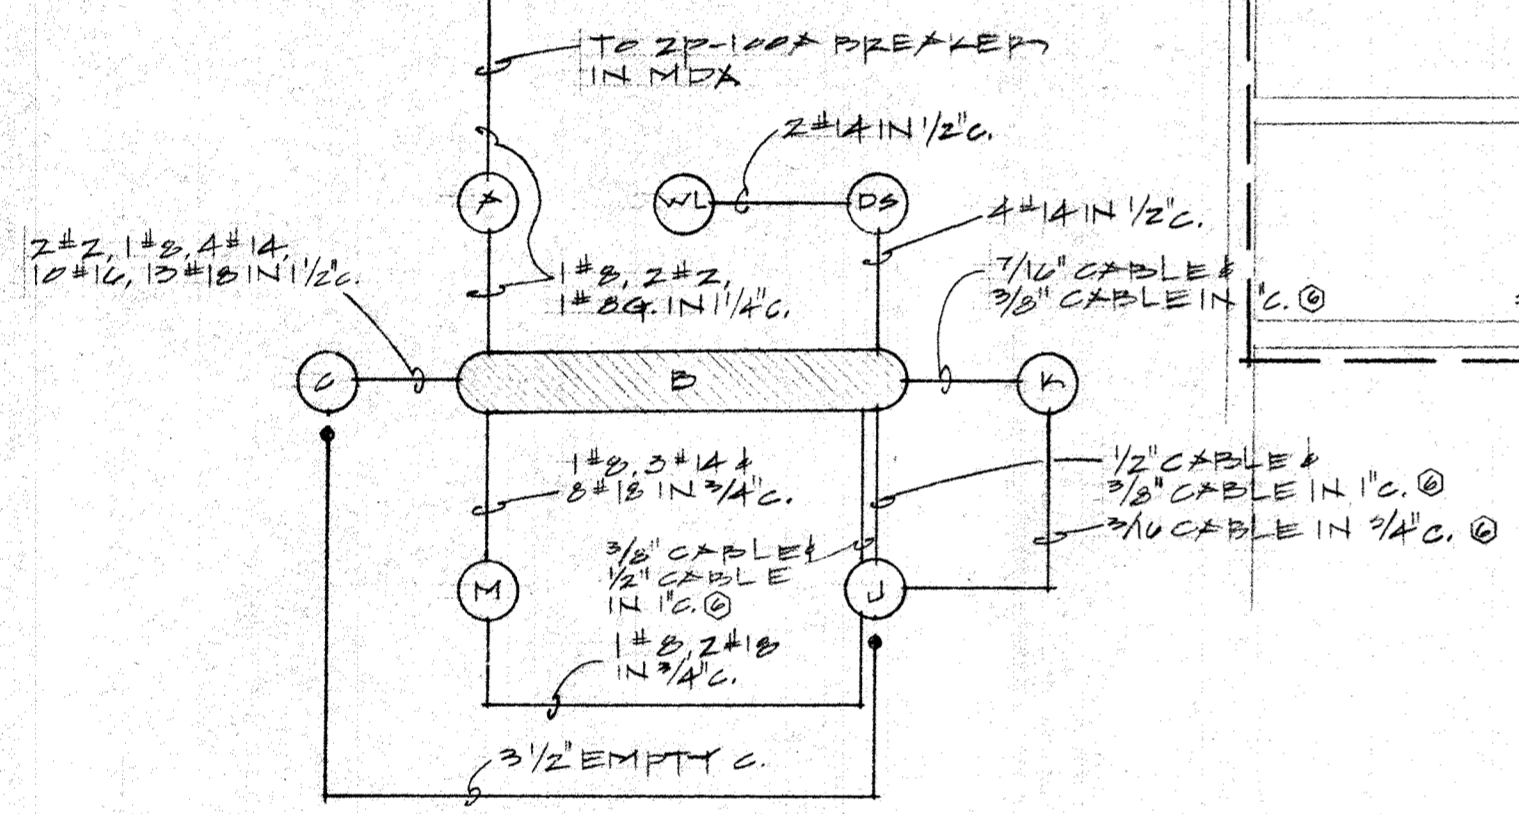 TO 2P-100A BREAKER
IN MDA
2#14 IN 1/2"C.
A
WL
DS
4#14 IN 1/2"C.
2#2, 1#8, 4#14,
10#16, 13#18 IN 1 1/2"C.
1#8, 2#2,
1#8G. IN 1 1/4"C.
7/16" CABLE &
3/8" CABLE IN 1"C. 6
C
B
K
1#8, 3#14 &
8#18 IN 3/4"C.
1/2" CABLE &
3/8" CABLE IN 1"C. 6
3/16 CABLE IN 3/4"C. 6
3/8" CABLE &
1/2" CABLE
IN 1"C. 6
M
J
1#8, 2#18
IN 3/4"C.
3 1/2" EMPTY C.